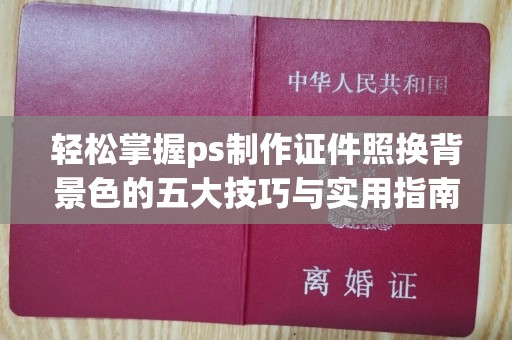 中华人民共和国
轻松掌握ps制作证件照换背
景色的五大技巧与实用指南
离婚证